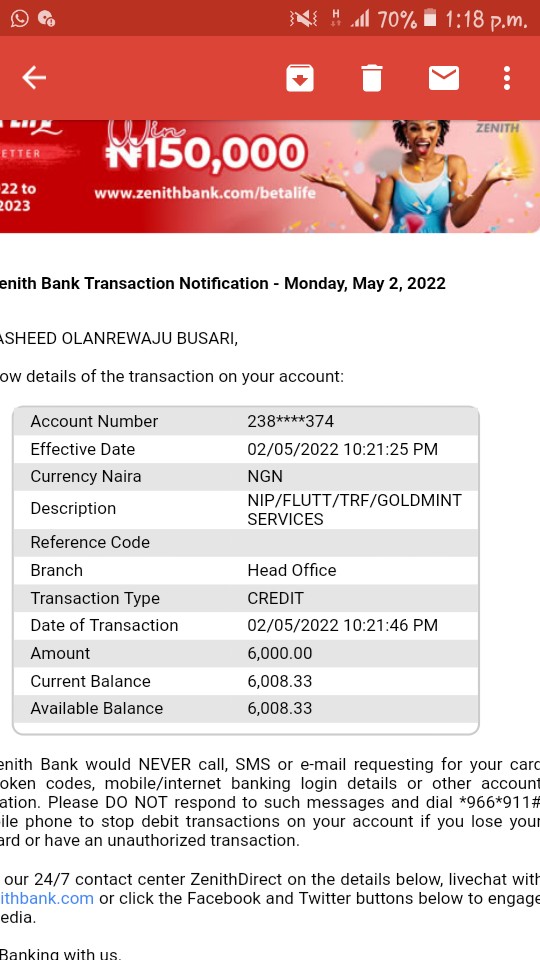 70% 1:18 p.m.
Win
ZENITH
ETTER
₦150,000
22 to
2023
www.zenithbank.com/betalife
enith Bank Transaction Notification - Monday, May 2, 2022
ASHEED OLANREWAJU BUSARI,
ow details of the transaction on your account:
Account Number 238****374
Effective Date 02/05/2022 10:21:25 PM
Currency Naira NGN
Description NIP/FLUTT/TRF/GOLDMINT
SERVICES
Reference Code
Branch Head Office
Transaction Type CREDIT
Date of Transaction 02/05/2022 10:21:46 PM
Amount 6,000.00
Current Balance 6,008.33
Available Balance 6,008.33
enith Bank would NEVER call, SMS or e-mail requesting for your card
oken codes, mobile/internet banking login details or other account
ation. Please DO NOT respond to such messages and dial *966*911#
ile phone to stop debit transactions on your account if you lose your
ard or have an unauthorized transaction.
our 24/7 contact center ZenithDirect on the details below, livechat with
ithbank.com or click the Facebook and Twitter buttons below to engage
edia.
Banking with us.